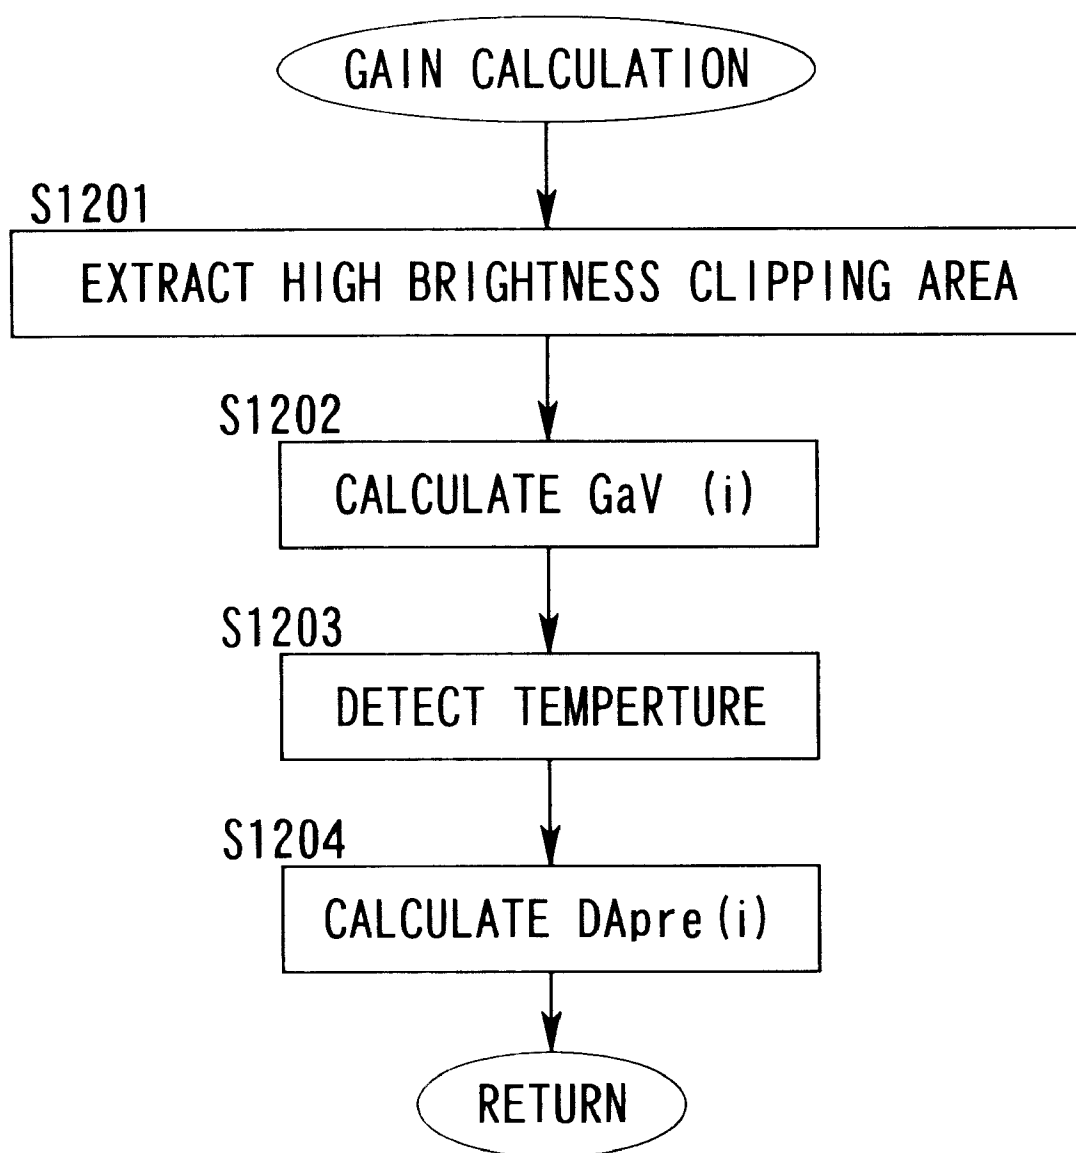 GAIN CALCULATION
S1201
EXTRACT HIGH BRIGHTNESS CLIPPING AREA
S1202
CALCULATE GaV (i)
S1203
DETECT TEMPERTURE
S1204
CALCULATE DApre(i)
RETURN